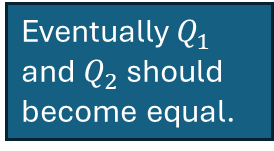 Eventually Q₁
and Q₂ should
become equal.